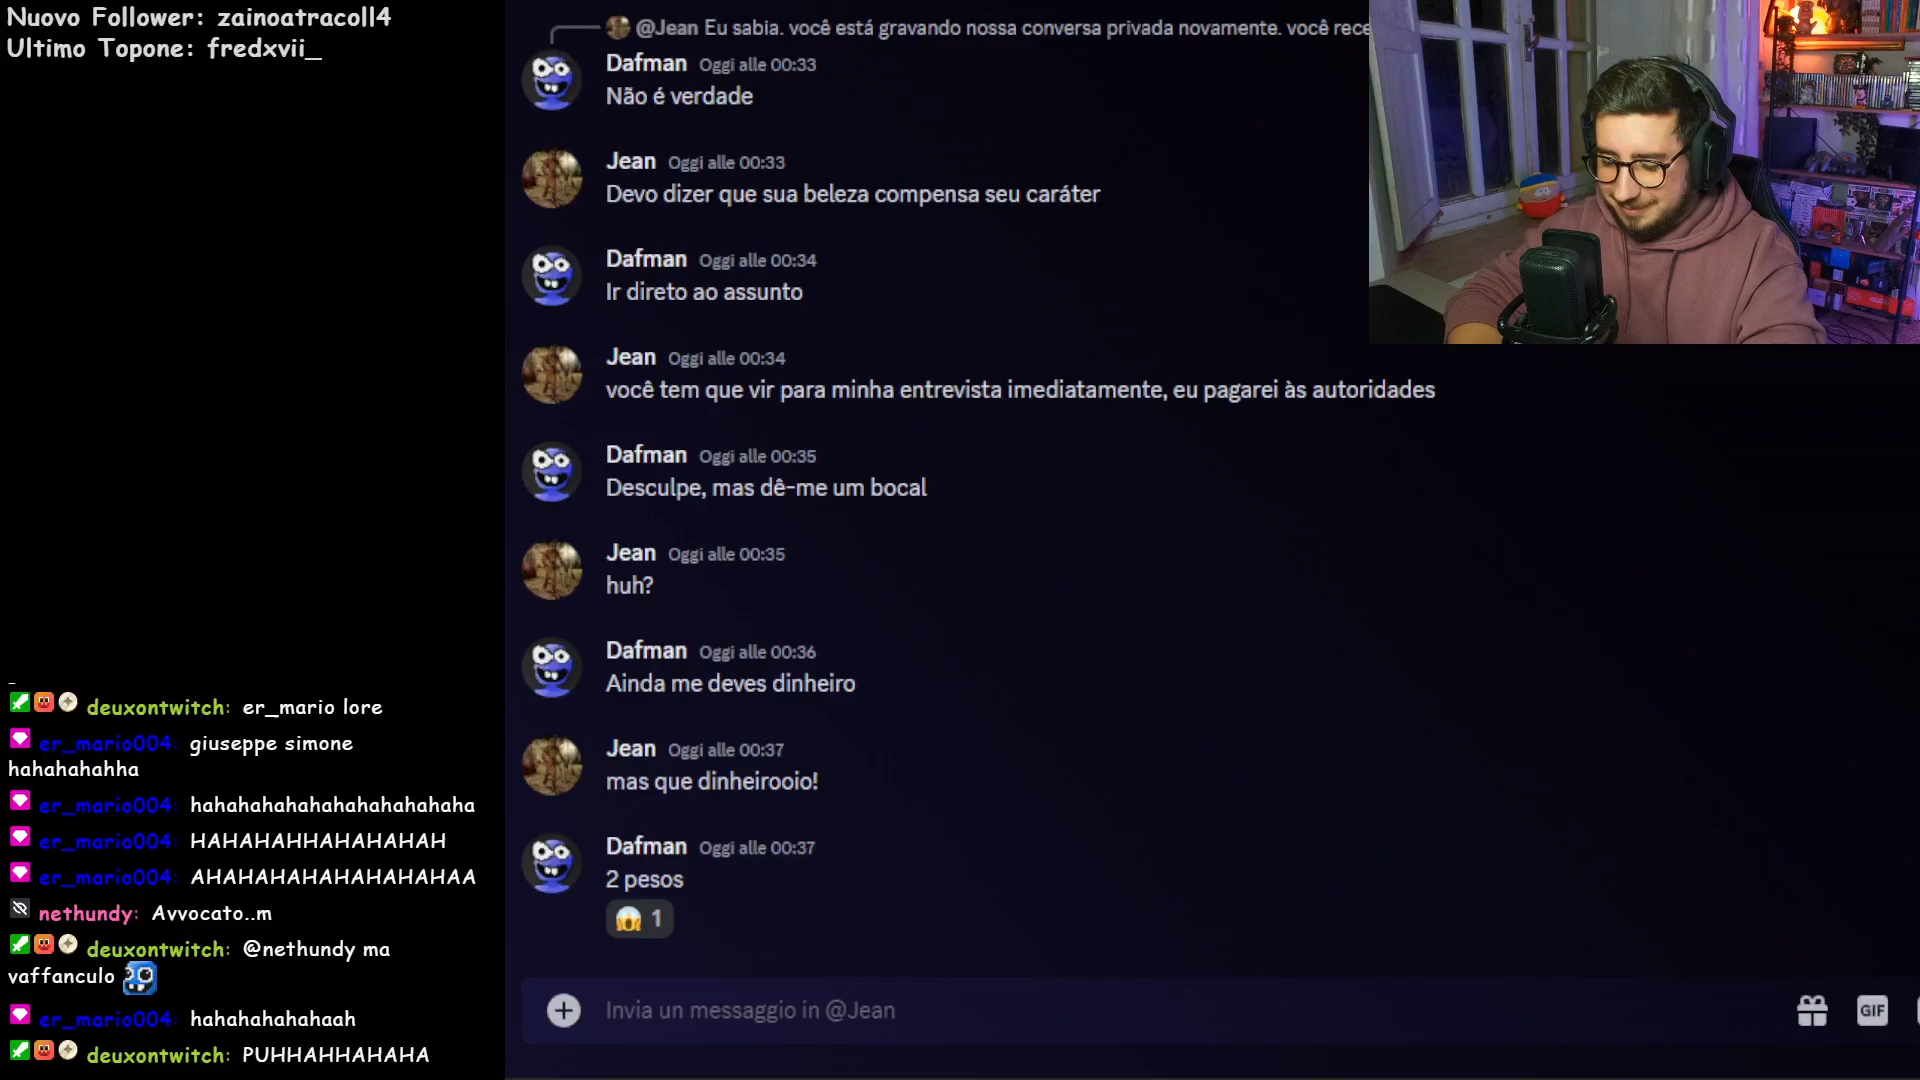 Nuovo Follower: zainoatracoll4
Ultimo Topone: fredxvii_
@Jean Eu sabia. você está gravando nossa conversa privada novamente. você rece
Dafman Oggi alle 00:33
Não é verdade
Jean Oggi alle 00:33
Devo dizer que sua beleza compensa seu caráter
Dafman Oggi alle 00:34
Ir direto ao assunto
Jean Oggi alle 00:34
você tem que vir para minha entrevista imediatamente, eu pagarei às autoridades
Dafman Oggi alle 00:35
Desculpe, mas dê-me um bocal
Jean Oggi alle 00:35
huh?
Dafman Oggi alle 00:36
Ainda me deves dinheiro
Jean Oggi alle 00:37
mas que dinheirooio!
Dafman Oggi alle 00:37
2 pesos
1
Invia un messaggio in @Jean
GIF
deuxontwitch: er_mario lore
er_mario004: giuseppe simone
hahahahahha
er_mario004: hahahahahahahahahahaha
er_mario004: HAHAHAHHAHAHAHAH
er_mario004: AHAHAHAHAHAHAHAHAA
nethundy: Avvocato..m
deuxontwitch: @nethundy ma
vaffanculo
er_mario004: hahahahahahaah
deuxontwitch: PUHHAHHAHAHA